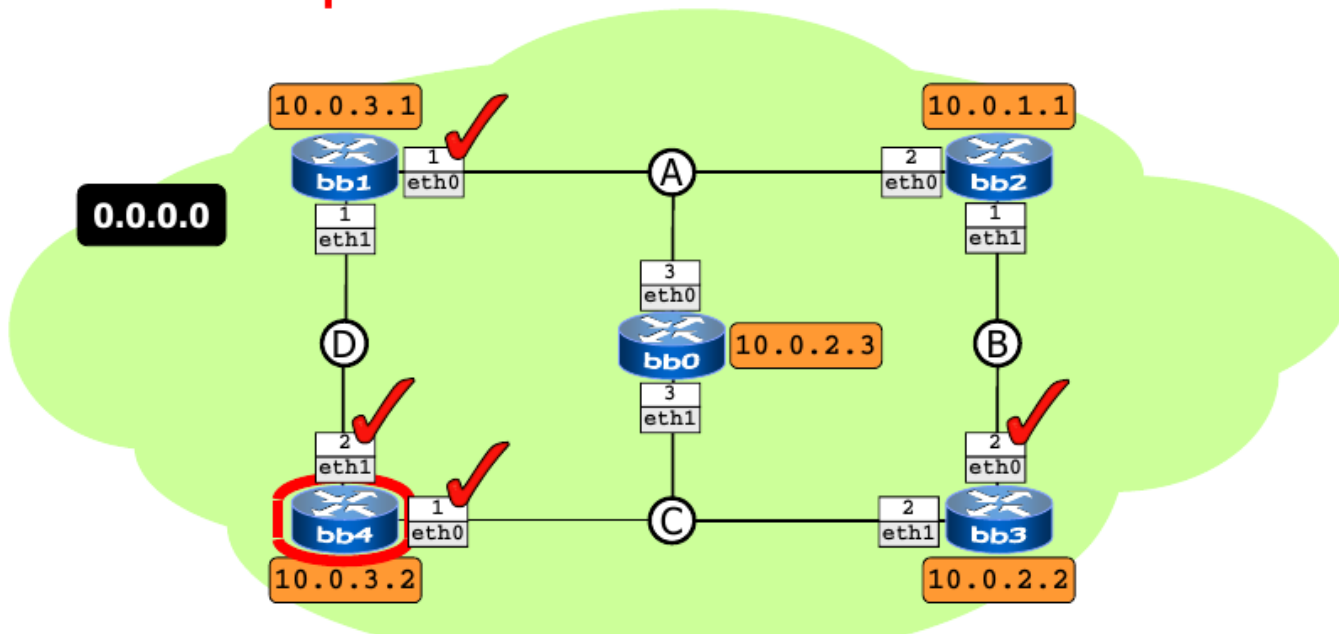 10.0.3.1
10.0.1.1
bb1
1
eth0
A
2
eth0
bb2
0.0.0.0
1
eth1
1
eth1
3
eth0
D
bb0
10.0.2.3
B
3
eth1
2
eth1
2
eth0
bb4
1
eth0
C
2
eth1
bb3
10.0.3.2
10.0.2.2